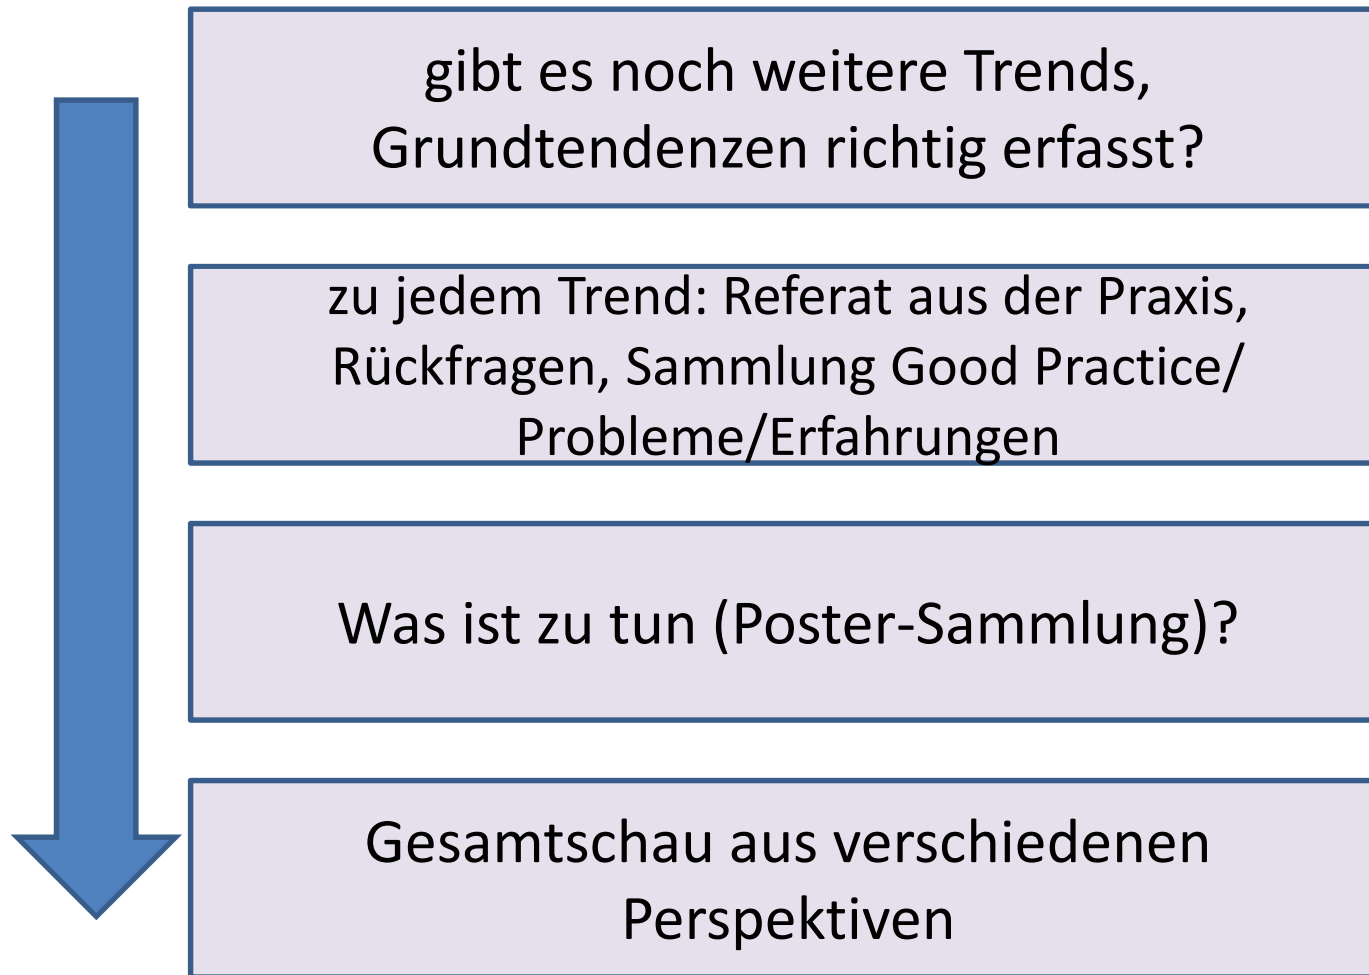 gibt es noch weitere Trends,
Grundtendenzen richtig erfasst?
zu jedem Trend: Referat aus der Praxis,
Rückfragen, Sammlung Good Practice/
Probleme/Erfahrungen
Was ist zu tun (Poster-Sammlung)?
Gesamtschau aus verschiedenen
Perspektiven